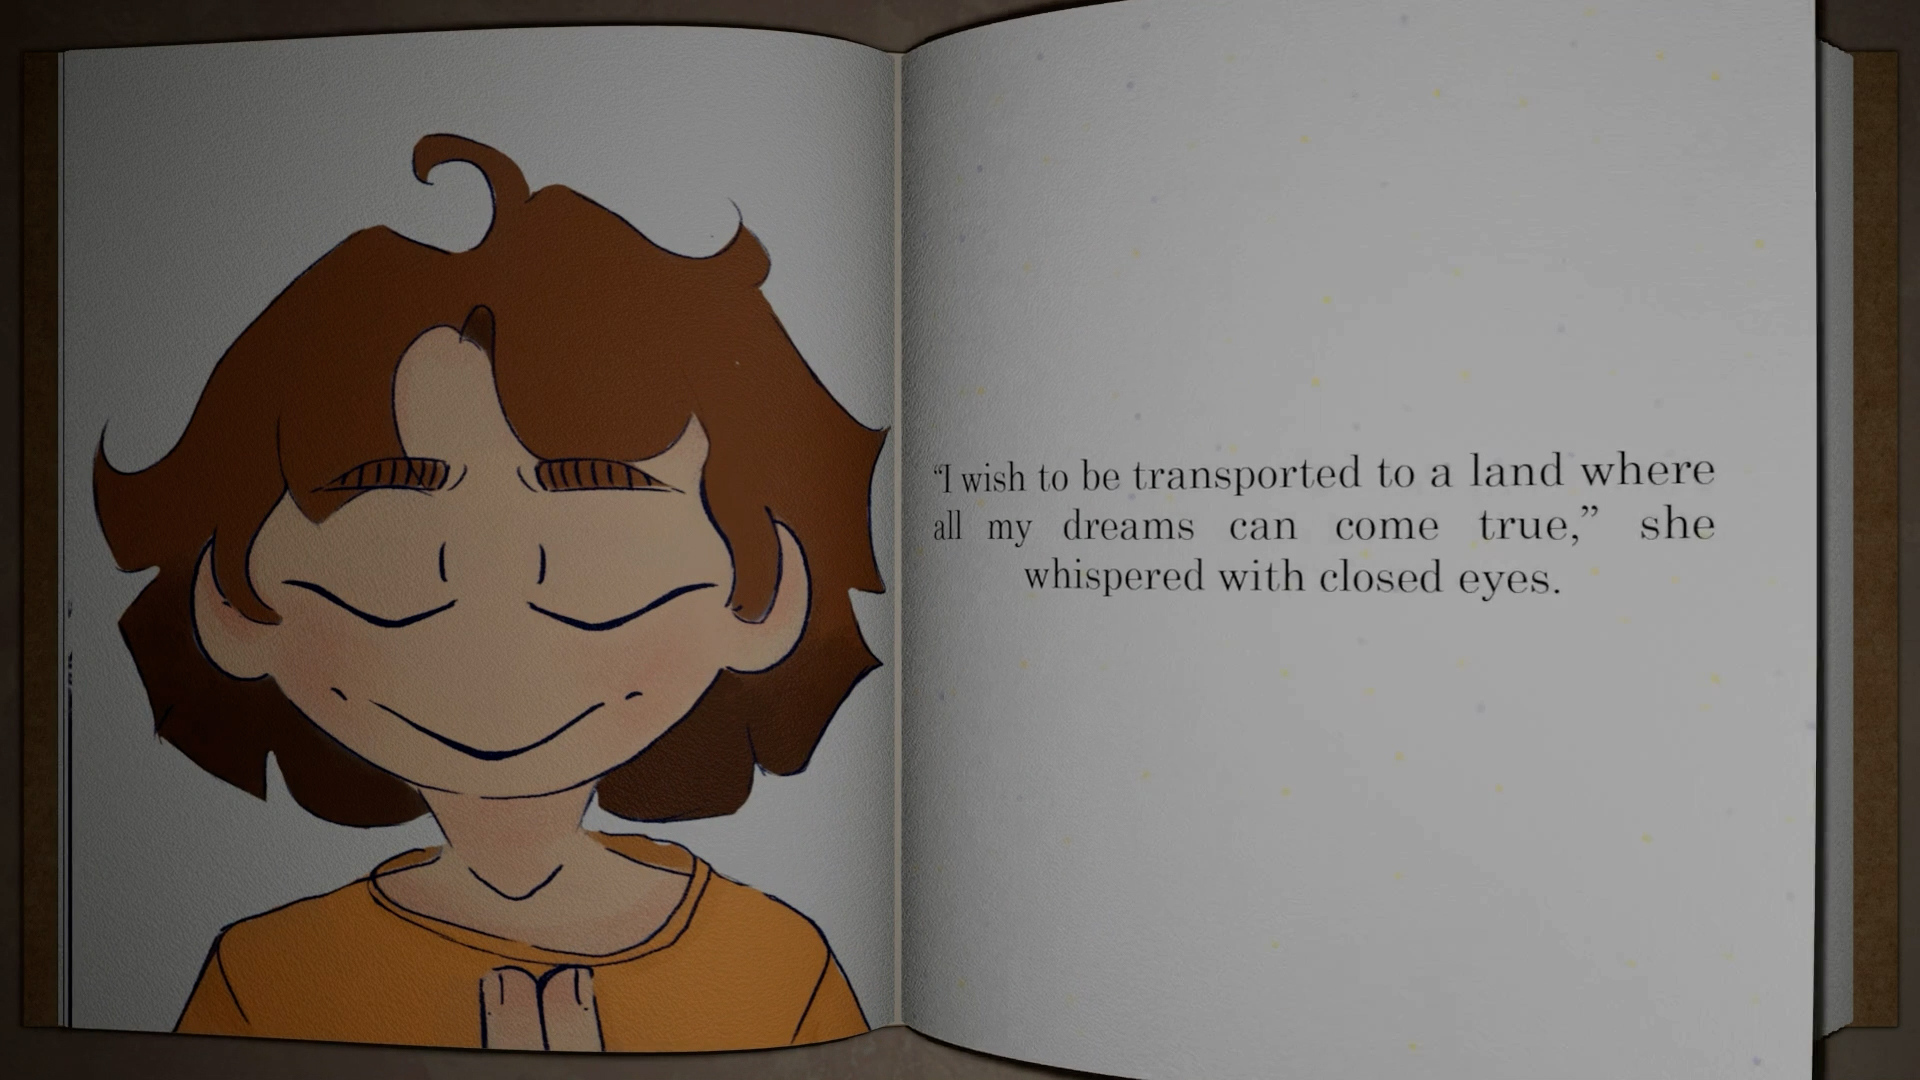 “I wish to be transported to a land where
all my dreams can come true,” she
whispered with closed eyes.